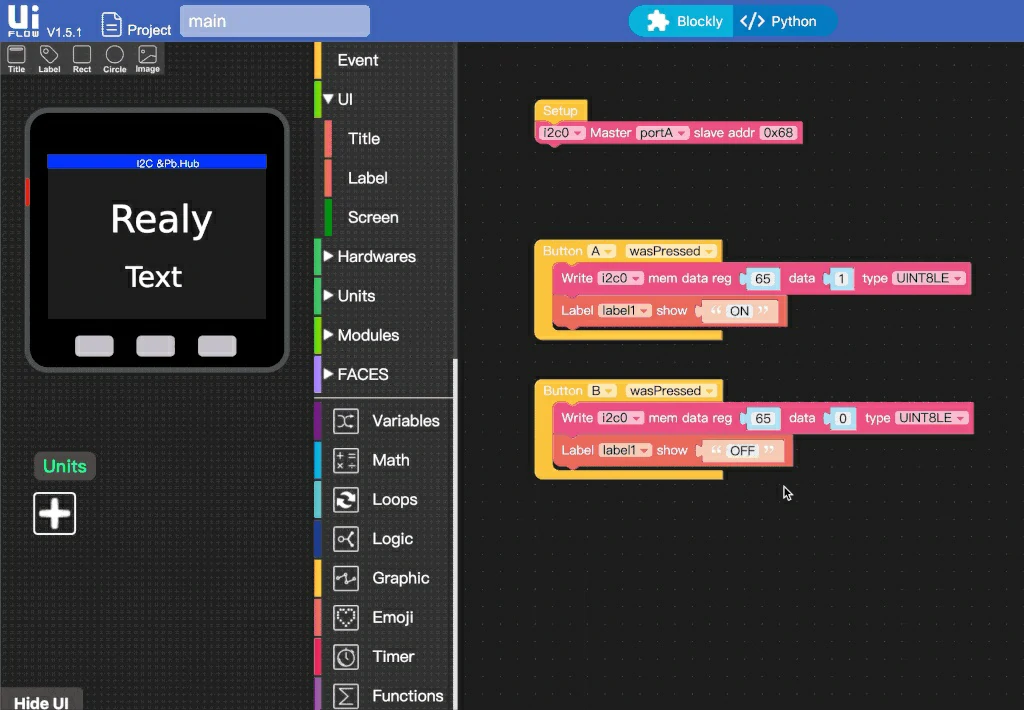 Ui
FLOW V1.5.1 Project main Blockly </> Python
Title Label Rect Circle Image
I2C &Pb.Hub
Realy
Text
Units
Hide UI
Event
UI
Title
Label
Screen
Hardwares
Units
Modules
FACES
Variables
Math
Loops
Logic
Graphic
Emoji
Timer
Functions
Setup
i2c0 Master portA slave addr 0x68
Button A wasPressed
Write i2c0 mem data reg 65 data 1 type UINT8LE
Label label1 show “ ON ”
Button B wasPressed
Write i2c0 mem data reg 65 data 0 type UINT8LE
Label label1 show “ OFF ”